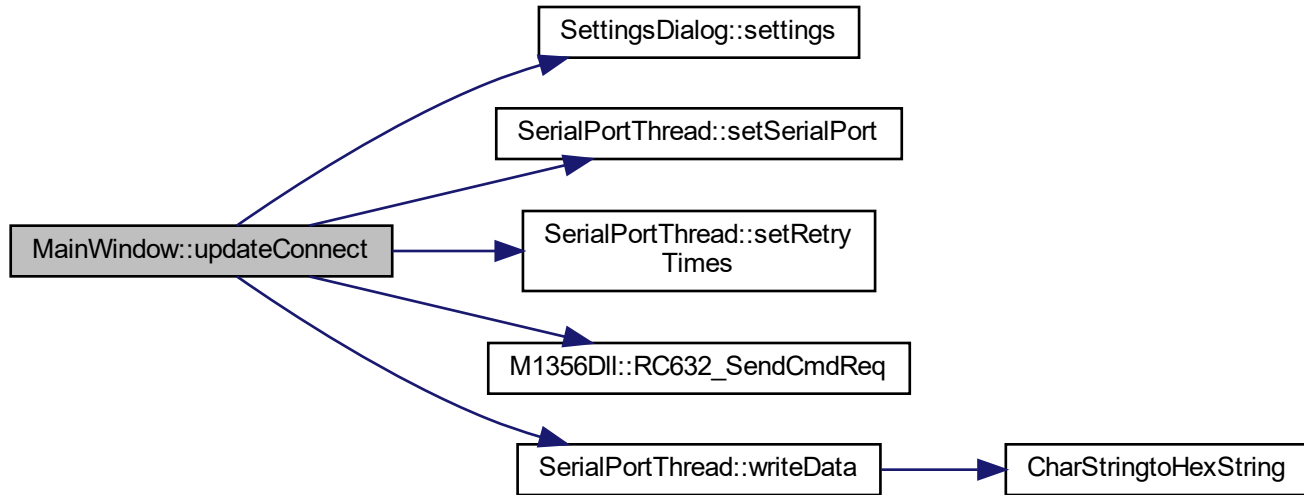 SettingsDialog::settings
SerialPortThread::setSerialPort
MainWindow::updateConnect
SerialPortThread::setRetry
Times
M1356Dll::RC632_SendCmdReq
SerialPortThread::writeData
CharStringtoHexString